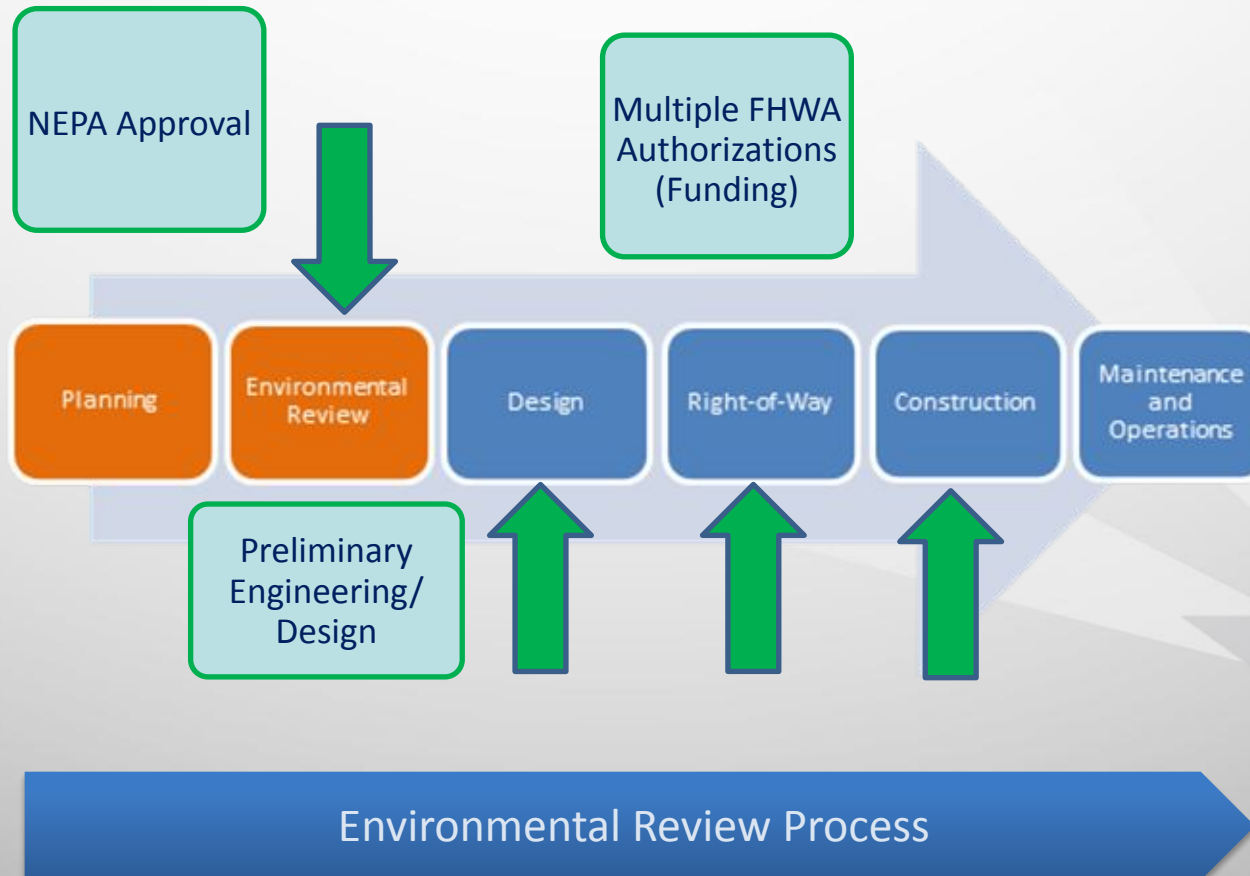 NEPA Approval
Multiple FHWA
Authorizations
(Funding)
Planning
Environmental
Review
Design
Right-of-Way
Construction
Maintenance
and
Operations
Preliminary
Engineering/
Design
Environmental Review Process